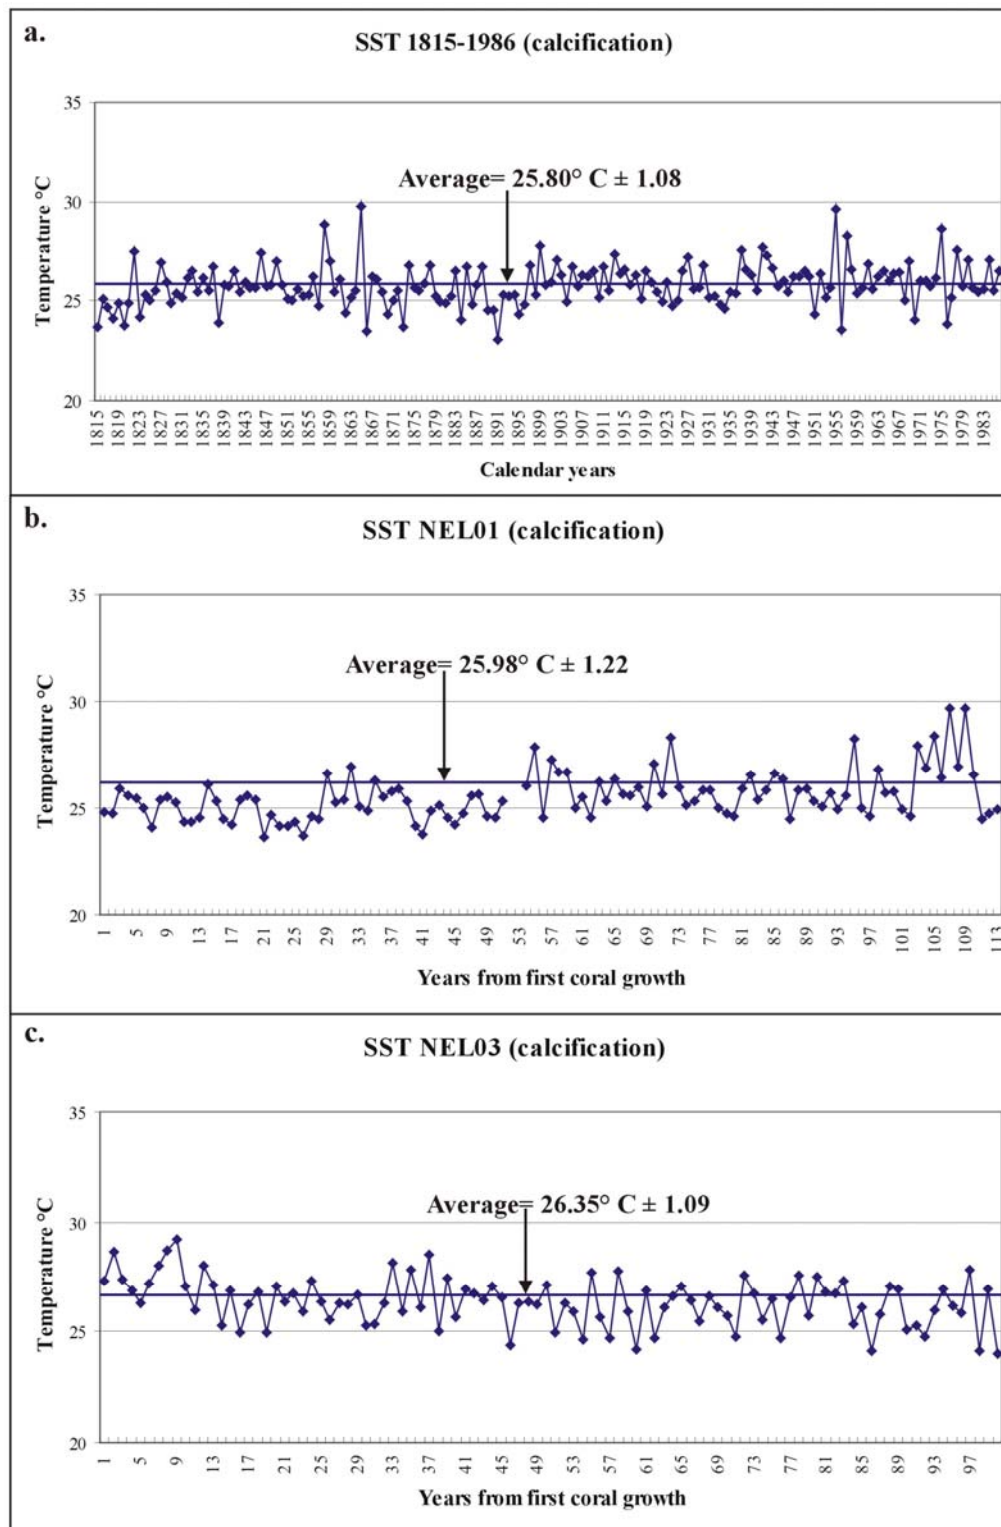 a.
SST 1815-1986 (calcification)
35
Average= 25.80° C ± 1.08
30
25
20
Temperature °C
1815 1819 1823 1827 1831 1835 1839 1843 1847 1851 1855 1859 1863 1867 1871 1875 1879 1883 1887 1891 1895 1899 1903 1907 1911 1915 1919 1923 1927 1931 1935 1939 1943 1947 1951 1955 1959 1963 1967 1971 1975 1979 1983
Calendar years
b.
SST NEL01 (calcification)
35
Average= 25.98° C ± 1.22
30
25
20
Temperature °C
1 5 9 13 17 21 25 29 33 37 41 45 49 53 57 61 65 69 73 77 81 85 89 93 97 101 105 109 113
Years from first coral growth
c.
SST NEL03 (calcification)
35
Average= 26.35° C ± 1.09
30
25
20
Temperature °C
1 5 9 13 17 21 25 29 33 37 41 45 49 53 57 61 65 69 73 77 81 85 89 93 97
Years from first coral growth